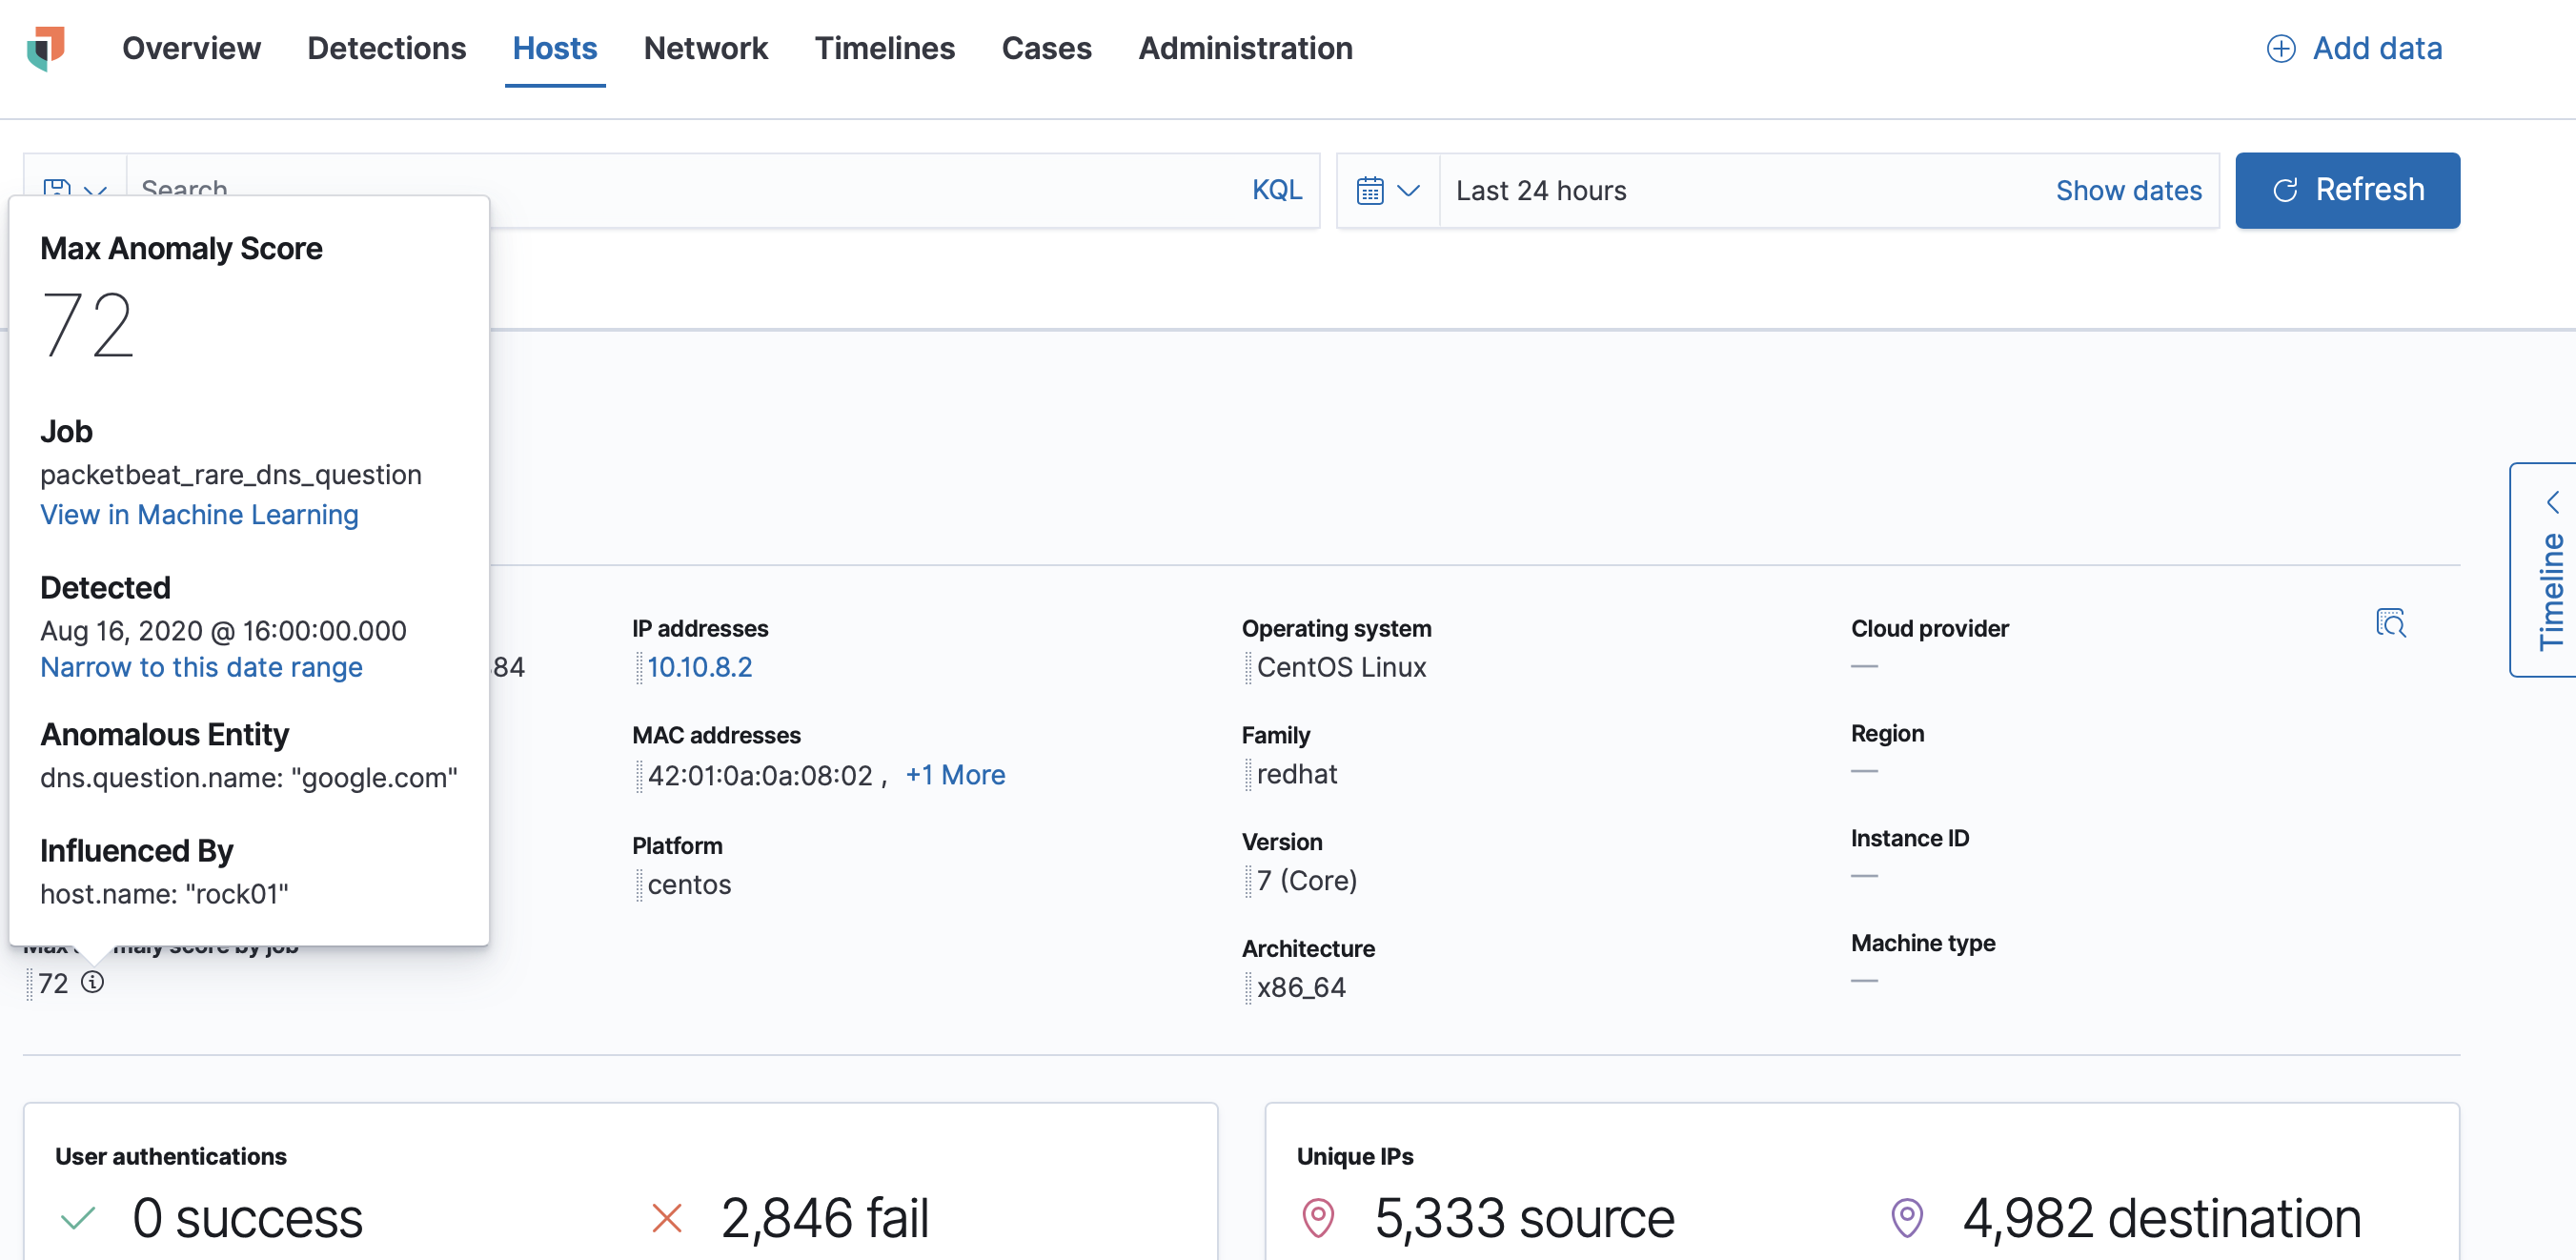 Overview Detections Hosts Network Timelines Cases Administration Add data
Search KQL Last 24 hours Show dates Refresh
Max Anomaly Score
72
Job
packetbeat_rare_dns_question
View in Machine Learning
Detected
Aug 16, 2020 @ 16:00:00.000
Narrow to this date range
Anomalous Entity
dns.question.name: "google.com"
Influenced By
host.name: "rock01"
Max anomaly score by job
72
84
IP addresses
10.10.8.2
MAC addresses
42:01:0a:0a:08:02 , +1 More
Platform
centos
Operating system
CentOS Linux
Family
redhat
Version
7 (Core)
Architecture
x86_64
Cloud provider
—
Region
—
Instance ID
—
Machine type
—
Timeline
User authentications
0 success 2,846 fail
Unique IPs
5,333 source 4,982 destination